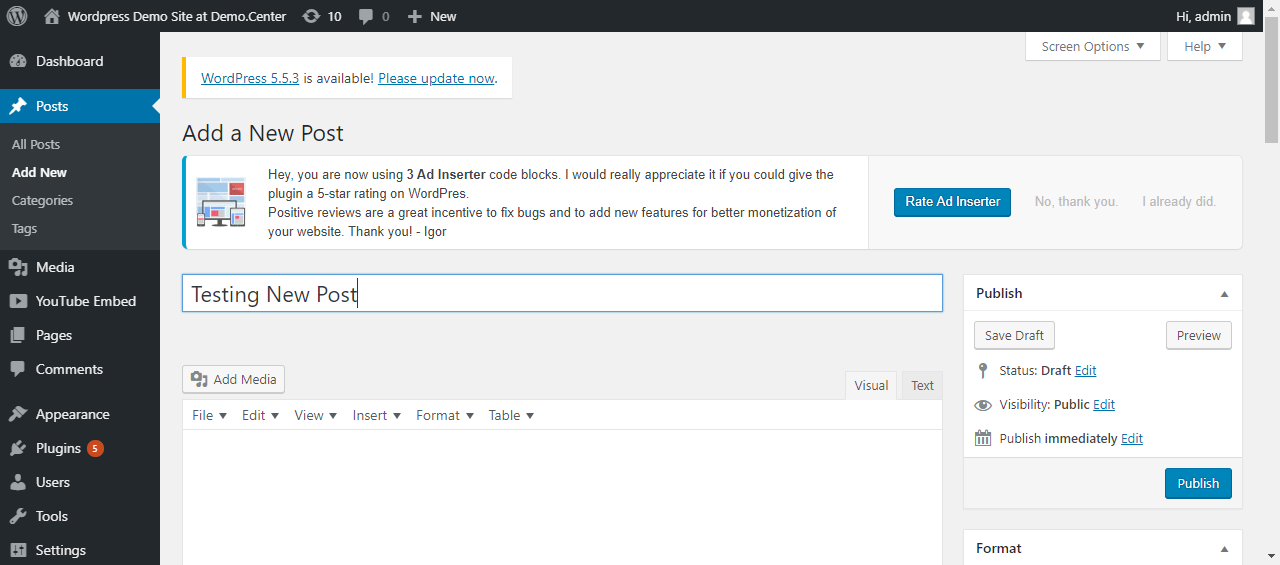 Wordpress Demo Site at Demo.Center 10 0 New Hi, admin
Screen Options Help
Dashboard
Posts
All Posts
Add New
Categories
Tags
Media
YouTube Embed
Pages
Comments
Appearance
Plugins 5
Users
Tools
Settings
WordPress 5.5.3 is available! Please update now.
Add a New Post
Hey, you are now using 3 Ad Inserter code blocks. I would really appreciate it if you could give the
plugin a 5-star rating on WordPres.
Positive reviews are a great incentive to fix bugs and to add new features for better monetization of
your website. Thank you! - Igor
Rate Ad Inserter No, thank you. I already did.
Testing New Post
Add Media
Visual Text
File Edit View Insert Format Table
Publish
Save Draft Preview
Status: Draft Edit
Visibility: Public Edit
Publish immediately Edit
Publish
Format